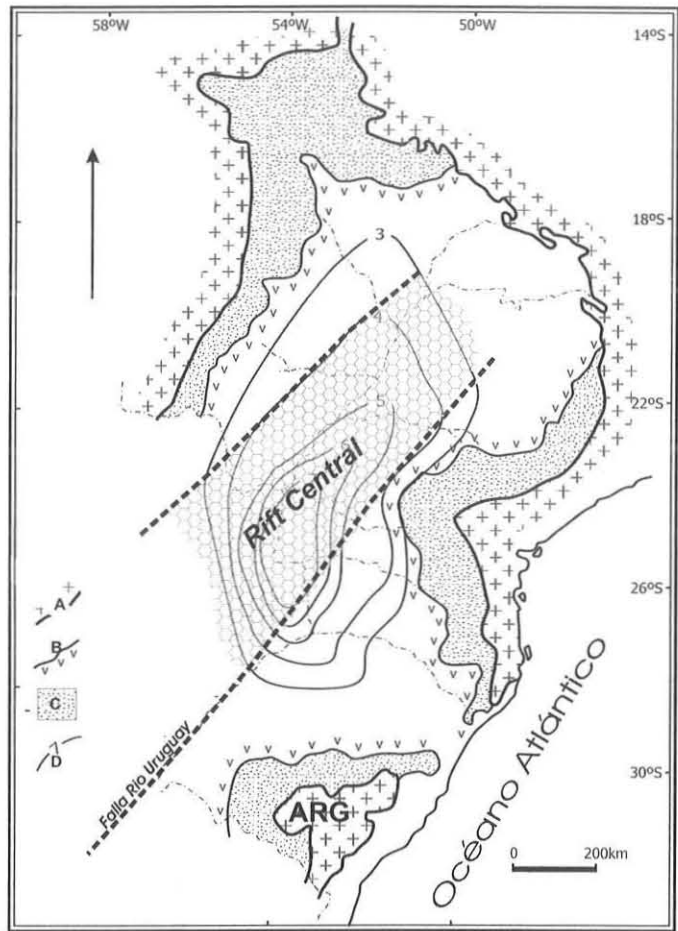 58ºW
54ºW
50ºW
14ºS
18ºS
3
5
22ºS
Rift Central
A
26ºS
B
C
D
Falla Rio Uruguay
30ºS
ARG
0
200km
Océano Atlántico